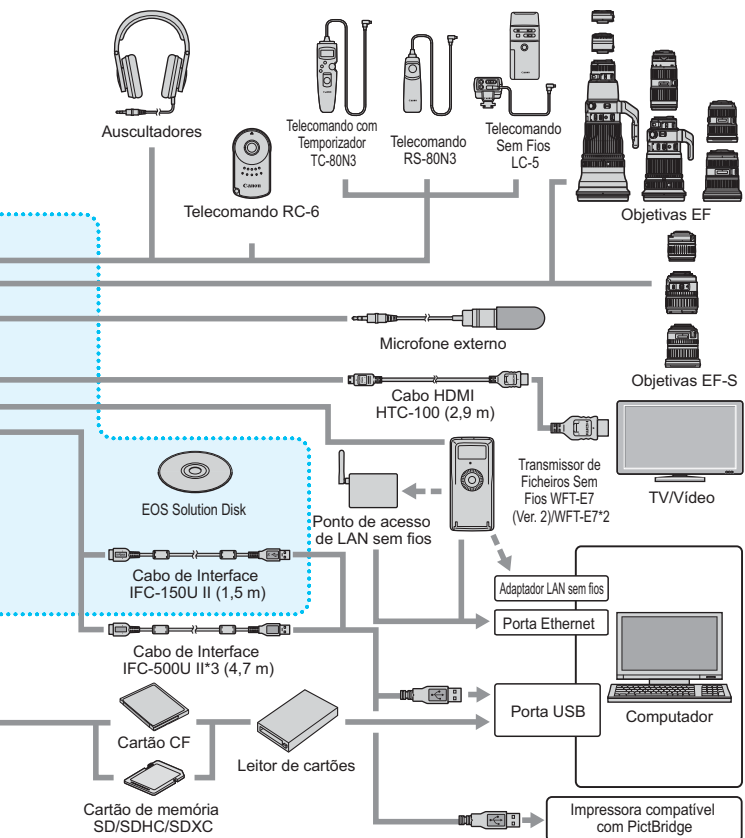 Auscultadores
Telecomando com
Temporizador
TC-80N3
Telecomando
RS-80N3
Telecomando
Sem Fios
LC-5
Canon
Telecomando RC-6
Objetivas EF
Microfone externo
Objetivas EF-S
Cabo HDMI
HTC-100 (2,9 m)
TV/Vídeo
Transmissor de
Ficheiros Sem
Fios WFT-E7
(Ver. 2)/WFT-E7*2
EOS Solution Disk
Ponto de acesso
de LAN sem fios
Cabo de Interface
IFC-150U II (1,5 m)
Adaptador LAN sem fios
Porta Ethernet
Cabo de Interface
IFC-500U II*3 (4,7 m)
Porta USB
Computador
Cartão CF
Leitor de cartões
Cartão de memória
SD/SDHC/SDXC
Impressora compatível
com PictBridge